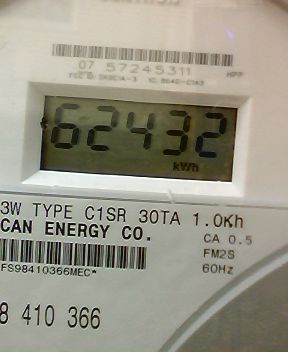 07 57245311 HPP
62432
kWh
3W TYPE C1SR 30TA 1.0Kh
CAN ENERGY CO.
CA 0.5
FM2S
60Hz
FS98410366MEC*
8 410 366